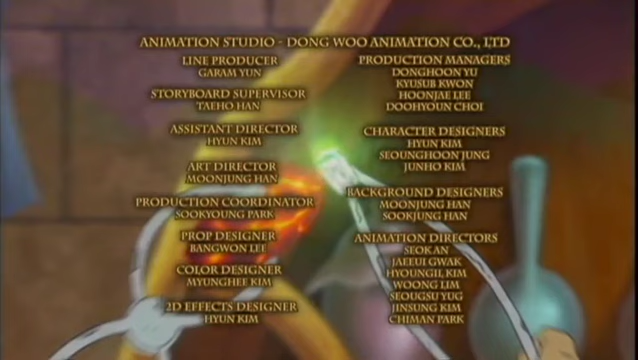 ANIMATION STUDIO - DONG WOO ANIMATION CO., LTD
LINE PRODUCER
GARAM YUN
STORYBOARD SUPERVISOR
TAEHO HAN
ASSISTANT DIRECTOR
HYUN KIM
ART DIRECTOR
MOONJUNG HAN
PRODUCTION COORDINATOR
SOOKYOUNG PARK
PROP DESIGNER
BANGWON LEE
COLOR DESIGNER
MYUNGHEE KIM
2D EFFECTS DESIGNER
HYUN KIM
PRODUCTION MANAGERS
DONGHOON YU
KYUSUB KWON
HOONJAE LEE
DOOHYOUN CHOI
CHARACTER DESIGNERS
HYUN KIM
SEOUNGHOON JUNG
JUNHO KIM
BACKGROUND DESIGNERS
MOONJUNG HAN
SOOKJUNG HAN
ANIMATION DIRECTORS
SEOK AN
JAEEUI GWAK
HYOUNGIL KIM
WOONG LIM
SEOUGSU YUG
JINSUNG KIM
CHIMAN PARK